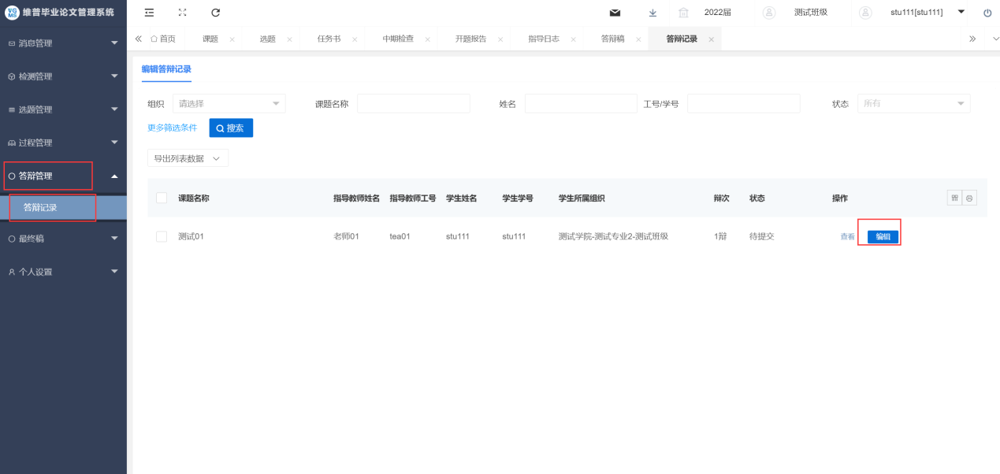 VG MS 维普毕业论文管理系统
2022届 测试班级 stu111[stu111]
消息管理
检测管理
选题管理
过程管理
答辩管理
答辩记录
最终稿
个人设置
首页 课题 选题 任务书 中期检查 开题报告 指导日志 答辩稿 答辩记录
编辑答辩记录
组织 请选择 课题名称 姓名 工号/学号 状态 所有
更多筛选条件 搜索
导出列表数据
课题名称 指导教师姓名 指导教师工号 学生姓名 学生学号 学生所属组织 辩次 状态 操作
测试01 老师01 tea01 stu111 stu111 测试学院-测试专业2-测试班级 1辩 待提交 查看 编辑